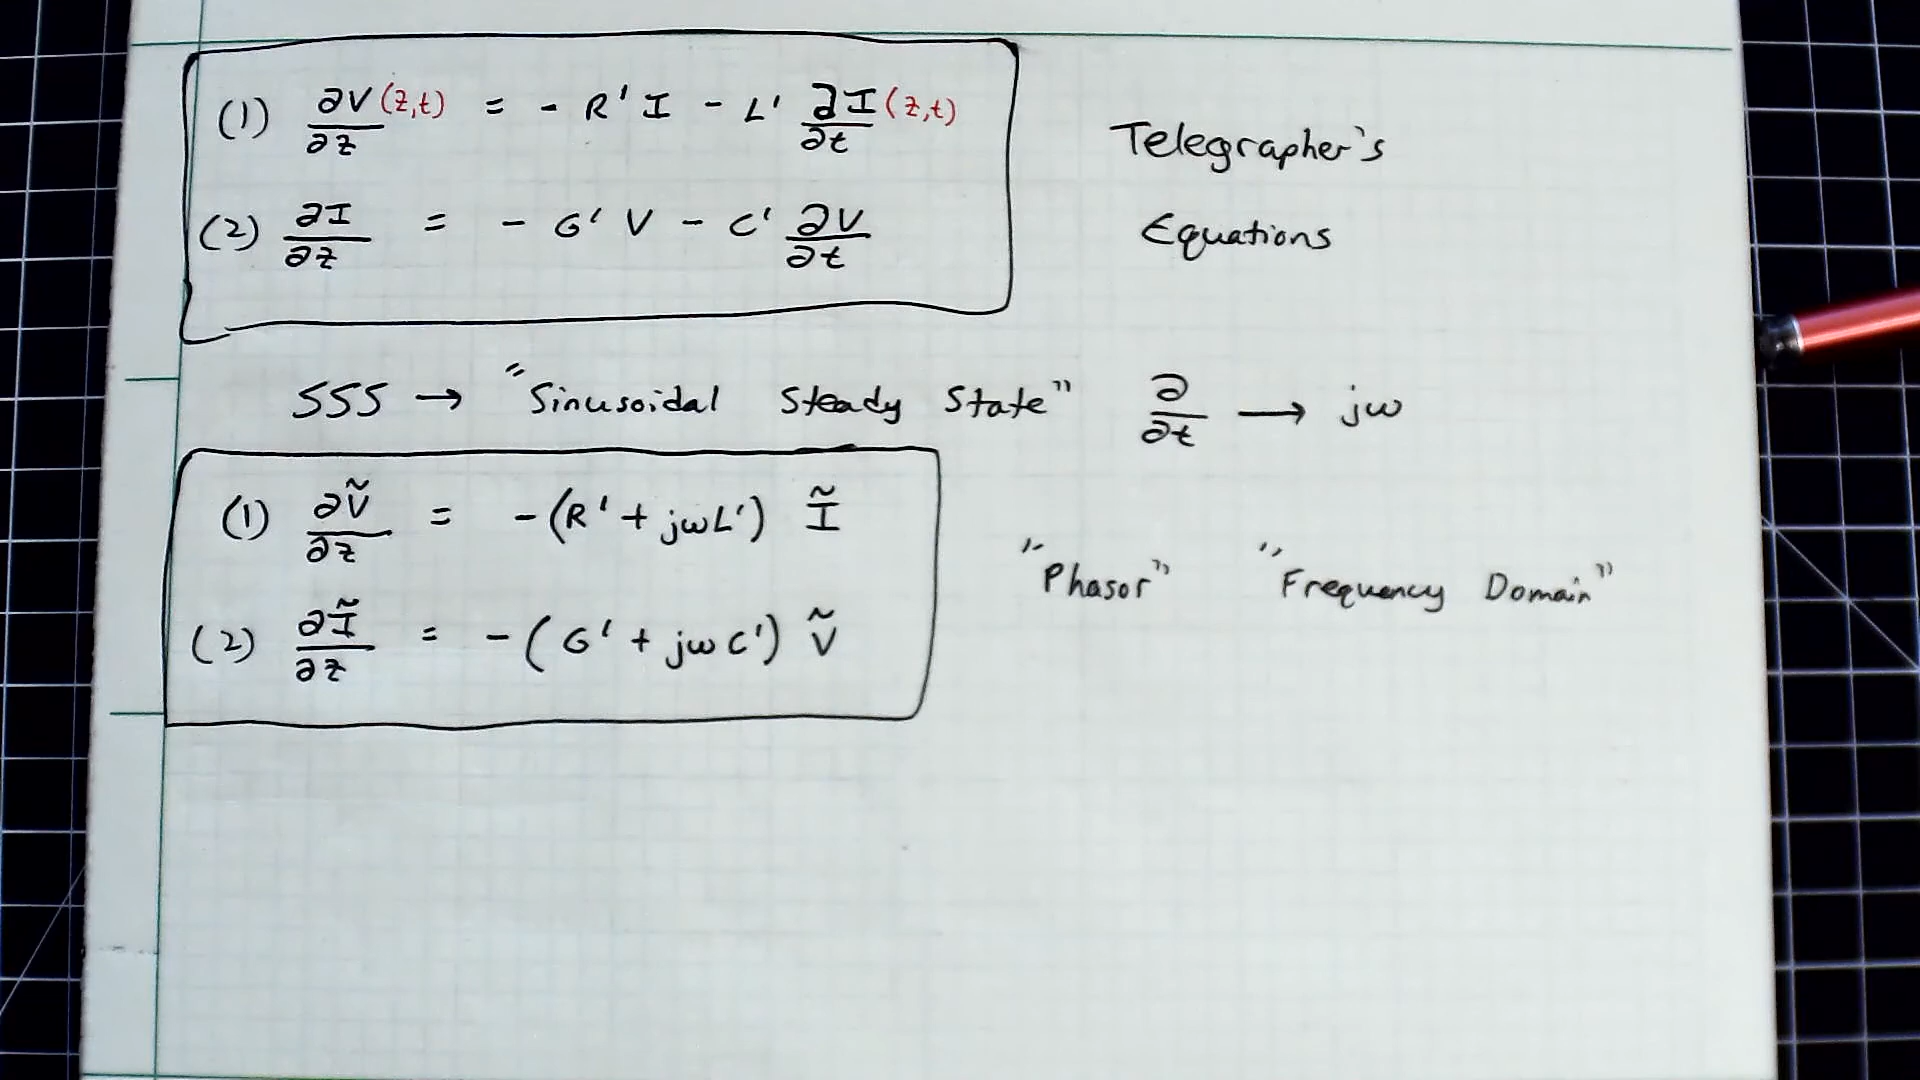 (1) ∂V(z,t)/∂z = - R' I - L' ∂I(z,t)/∂t
Telegrapher's
(2) ∂I/∂z = - G' V - C' ∂V/∂t
Equations
SSS → "Sinusoidal Steady State" ∂/∂t → jω
(1) ∂Ṽ/∂z = -(R' + jωL') Ĩ
"Phasor" "Frequency Domain"
(2) ∂Ĩ/∂z = -(G' + jωC') Ṽ